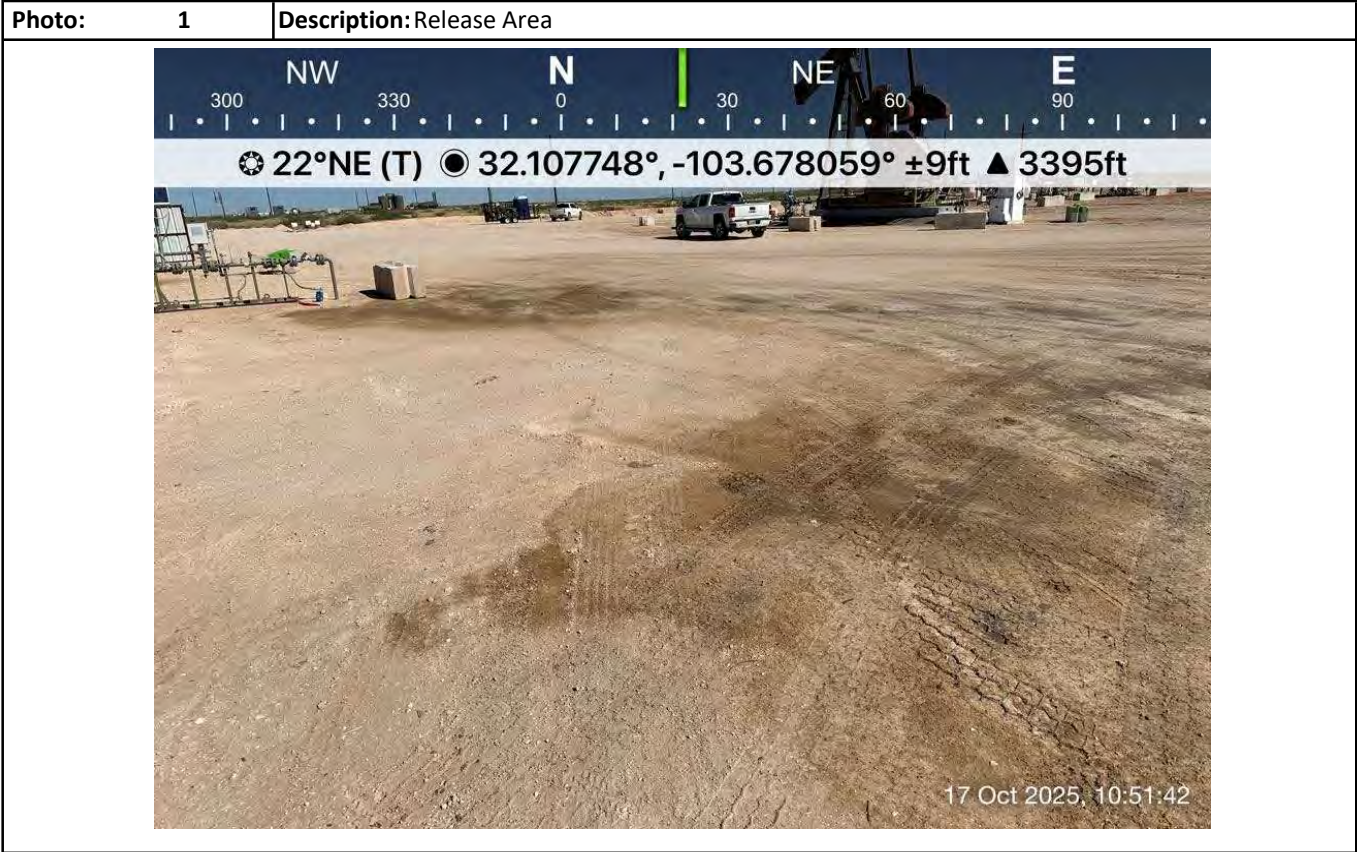 Photo: 1 Description: Release Area
NW N NE E
300 330 0 30 60 90
22°NE (T) 32.107748°, -103.678059° ±9ft ▲ 3395ft
17 Oct 2025, 10:51:42